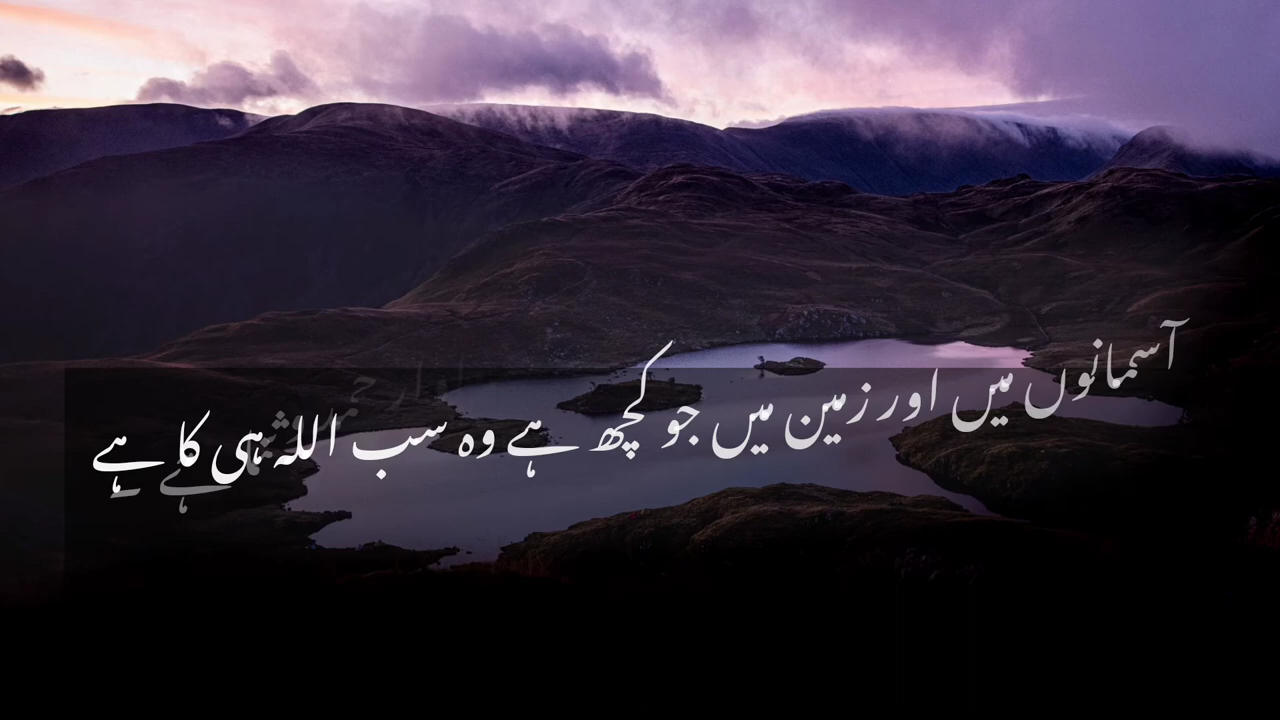 آسمانوں میں اور زمین میں جو کچھ ہے وہ سب اللہ ہی کا ہے